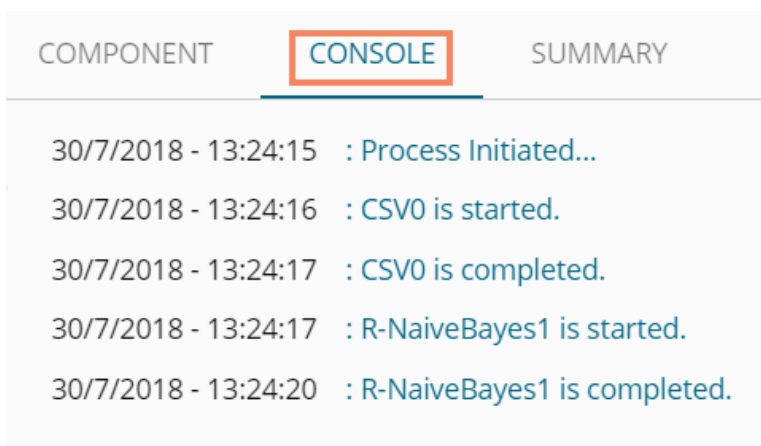 COMPONENT CONSOLE SUMMARY
30/7/2018 - 13:24:15 : Process Initiated...
30/7/2018 - 13:24:16 : CSV0 is started.
30/7/2018 - 13:24:17 : CSV0 is completed.
30/7/2018 - 13:24:17 : R-NaiveBayes1 is started.
30/7/2018 - 13:24:20 : R-NaiveBayes1 is completed.